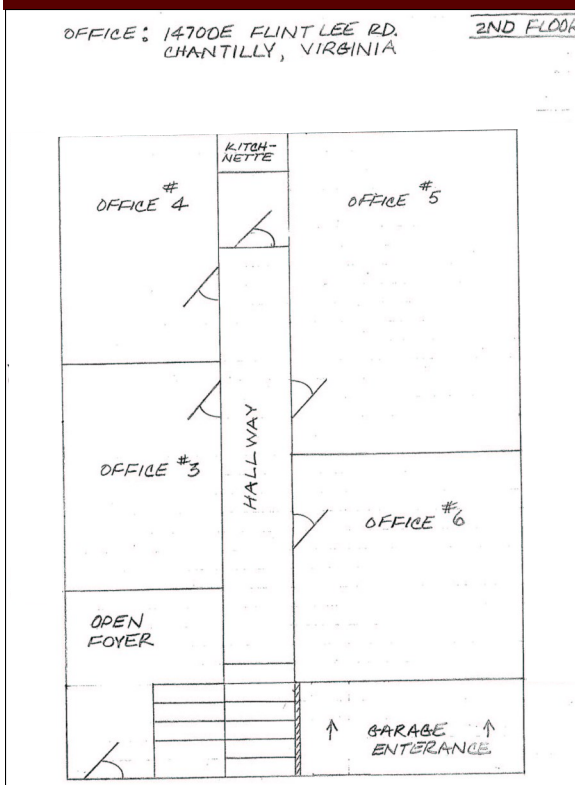 OFFICE: 14700E FLINT LEE RD.
CHANTILLY, VIRGINIA
2ND FLOOR
KITCH-
NETTE
OFFICE #4
OFFICE #5
HALLWAY
OFFICE #3
OFFICE #6
OPEN
FOYER
↑ GARAGE ↑
ENTERANCE